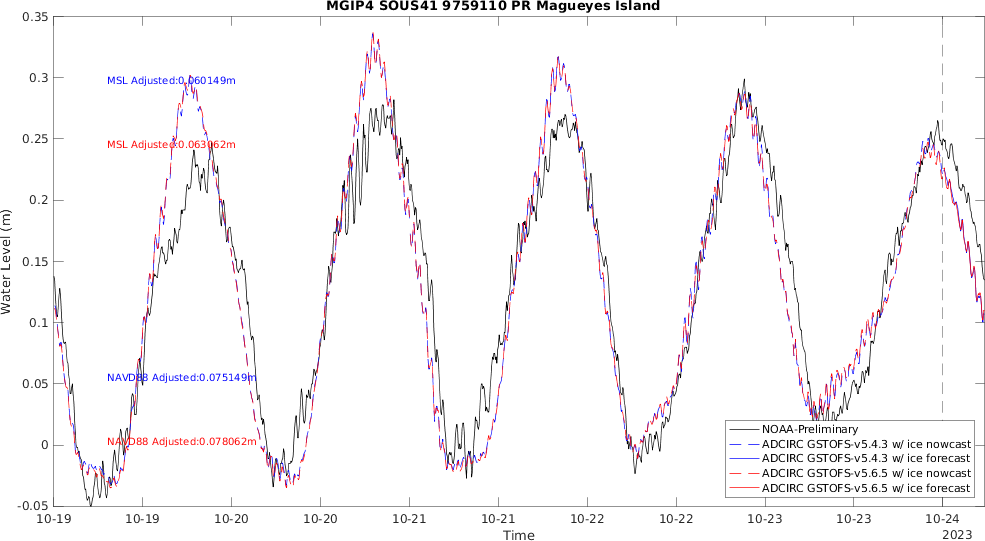 MGIP4 SOUS41 9759110 PR Magueyes Island
0.35
0.3
0.25
0.2
0.15
0.1
0.05
0
-0.05
Water Level (m)
MSL Adjusted:0.060149m
MSL Adjusted:0.063062m
NAVD88 Adjusted:0.075149m
NAVD88 Adjusted:0.078062m
NOAA-Preliminary
ADCIRC GSTOFS-v5.4.3 w/ ice nowcast
ADCIRC GSTOFS-v5.4.3 w/ ice forecast
ADCIRC GSTOFS-v5.6.5 w/ ice nowcast
ADCIRC GSTOFS-v5.6.5 w/ ice forecast
10-19 10-19 10-20 10-20 10-21 10-21 10-22 10-22 10-23 10-23 10-24
Time
2023